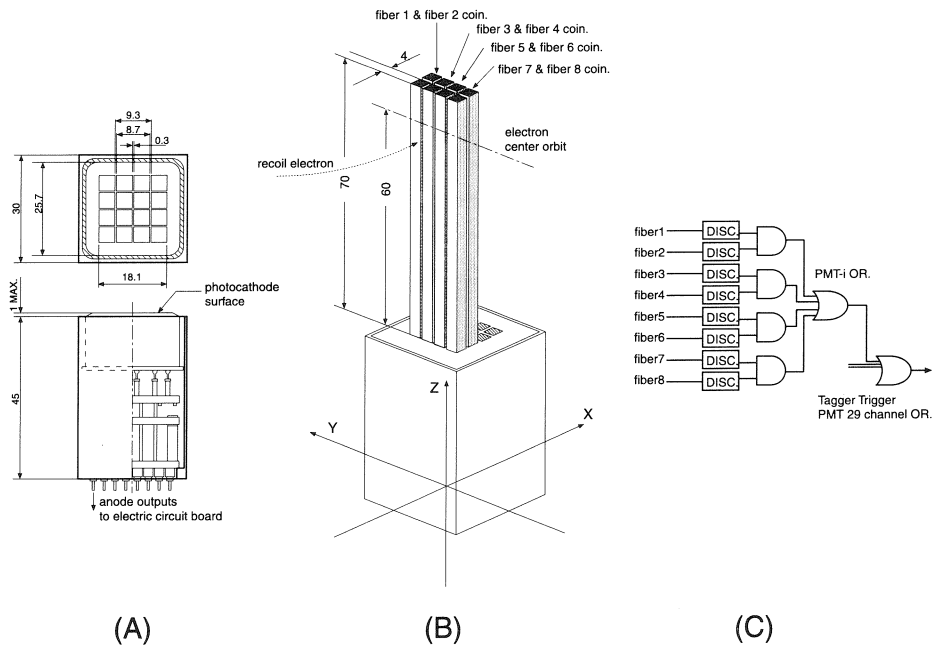 9.3
8.7
0.3
30
25.7
18.1
1 MAX.
photocathode
surface
45
anode outputs
to electric circuit board
(A)
fiber 1 & fiber 2 coin.
fiber 3 & fiber 4 coin.
fiber 5 & fiber 6 coin.
fiber 7 & fiber 8 coin.
4
electron
center orbit
recoil electron
70
60
Z
X
Y
(B)
fiber1 DISC.
fiber2 DISC.
fiber3 DISC.
fiber4 DISC.
fiber5 DISC.
fiber6 DISC.
fiber7 DISC.
fiber8 DISC.
PMT-i OR.
Tagger Trigger
PMT 29 channel OR.
(C)